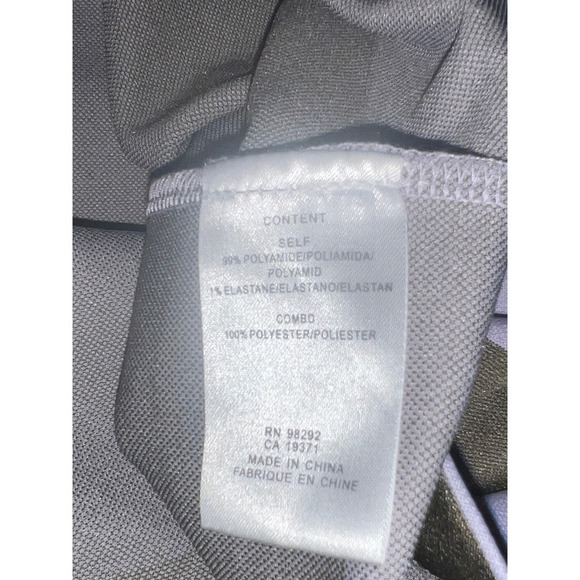 CONTENT
SELF
99% POLYAMIDE/POLIAMIDA/
POLYAMID
1% ELASTANE/ELASTANO/ELASTAN
COMBO
100% POLYESTER/POLIESTER
RN 98292
CA 19371
MADE IN CHINA
FABRIQUE EN CHINE